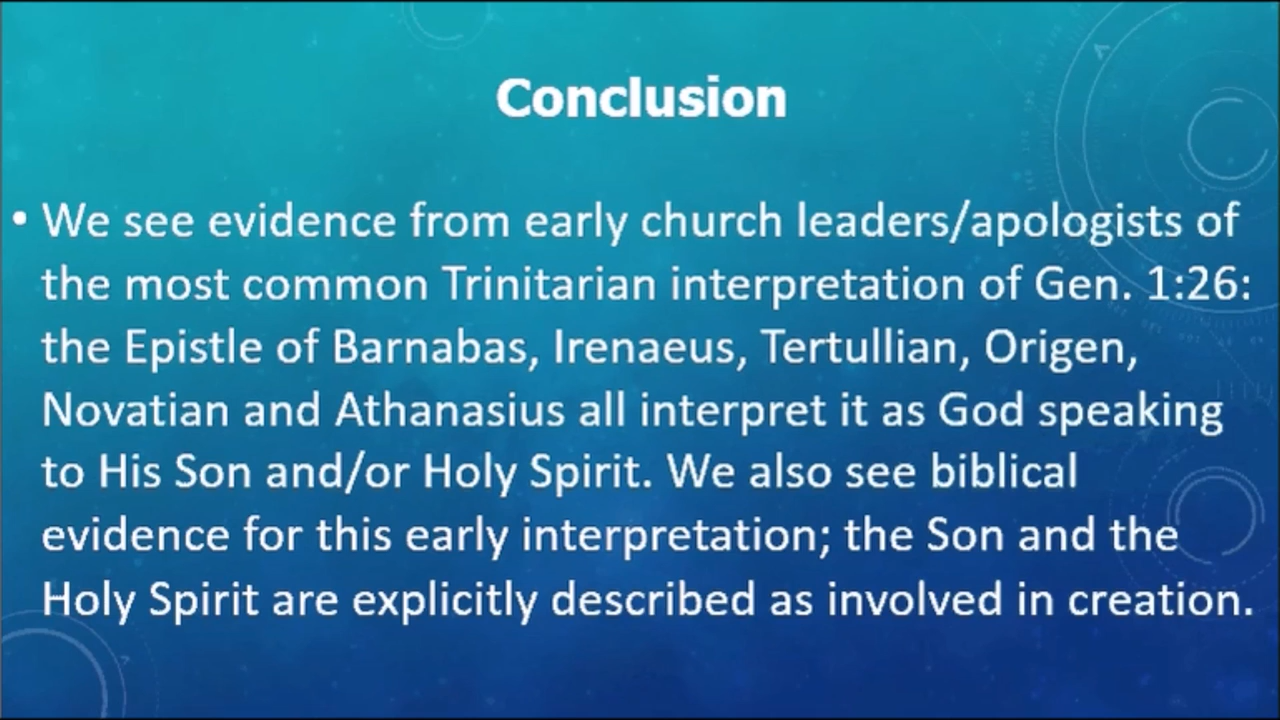 Conclusion
• We see evidence from early church leaders/apologists of
the most common Trinitarian interpretation of Gen. 1:26:
the Epistle of Barnabas, Irenaeus, Tertullian, Origen,
Novatian and Athanasius all interpret it as God speaking
to His Son and/or Holy Spirit. We also see biblical
evidence for this early interpretation; the Son and the
Holy Spirit are explicitly described as involved in creation.